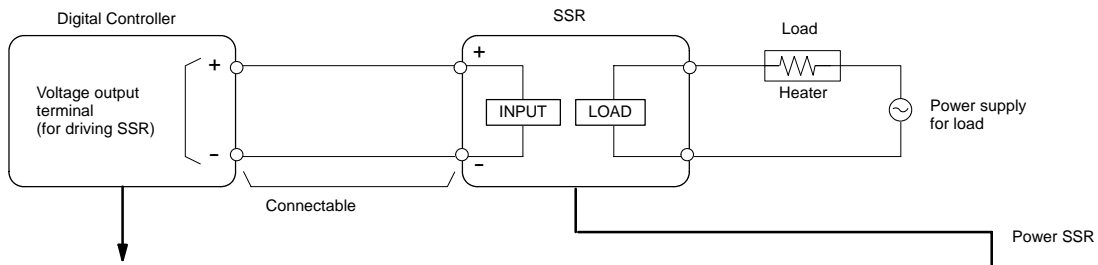 Digital Controller
SSR
Load
+
+
Voltage output
terminal
(for driving SSR)
INPUT
LOAD
Heater
Power supply
for load
−
−
Connectable
Power SSR